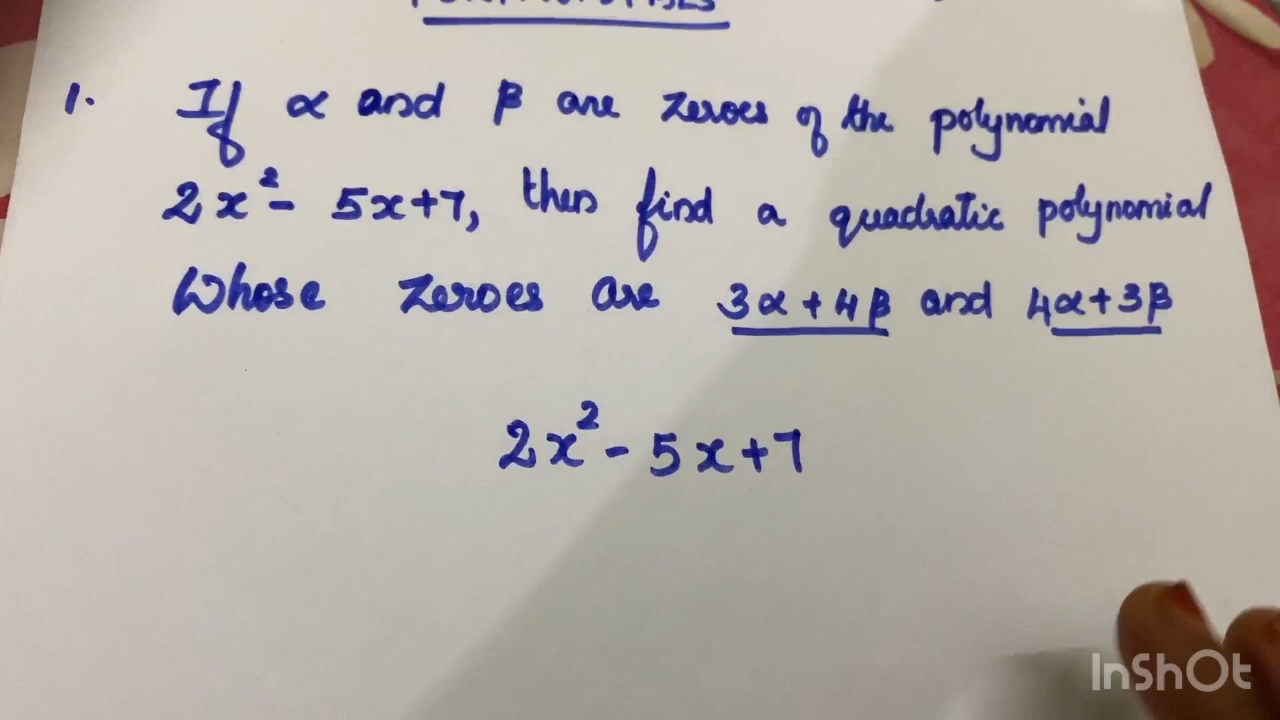 1. If α and β are zeroes of the polynomial
2x² - 5x+7, then find a quadratic polynomial
Whose zeroes are 3α + 4β and 4α+3β
2x² - 5x+7
InShOt